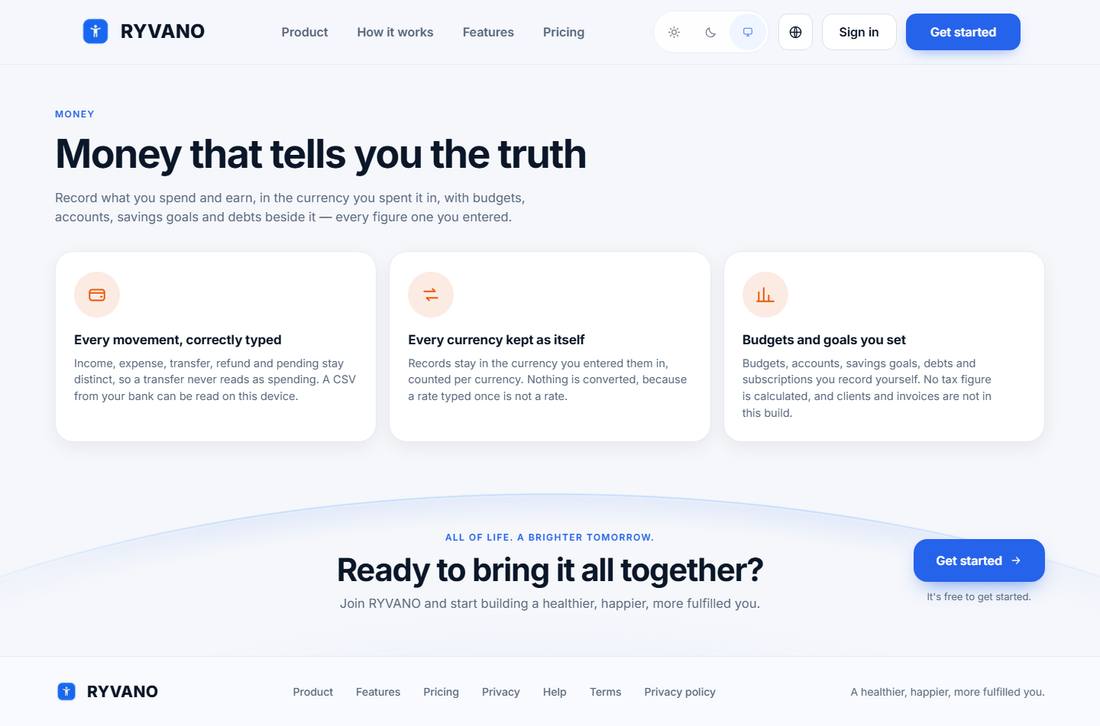 RYVANO
Product How it works Features Pricing
Sign in
Get started
MONEY
Money that tells you the truth
Record what you spend and earn, in the currency you spent it in, with budgets,
accounts, savings goals and debts beside it — every figure one you entered.
Every movement, correctly typed
Income, expense, transfer, refund and pending stay
distinct, so a transfer never reads as spending. A CSV
from your bank can be read on this device.
Every currency kept as itself
Records stay in the currency you entered them in,
counted per currency. Nothing is converted, because
a rate typed once is not a rate.
Budgets and goals you set
Budgets, accounts, savings goals, debts and
subscriptions you record yourself. No tax figure
is calculated, and clients and invoices are not in
this build.
ALL OF LIFE. A BRIGHTER TOMORROW.
Ready to bring it all together?
Join RYVANO and start building a healthier, happier, more fulfilled you.
Get started →
It's free to get started.
RYVANO
Product Features Pricing Privacy Help Terms Privacy policy
A healthier, happier, more fulfilled you.